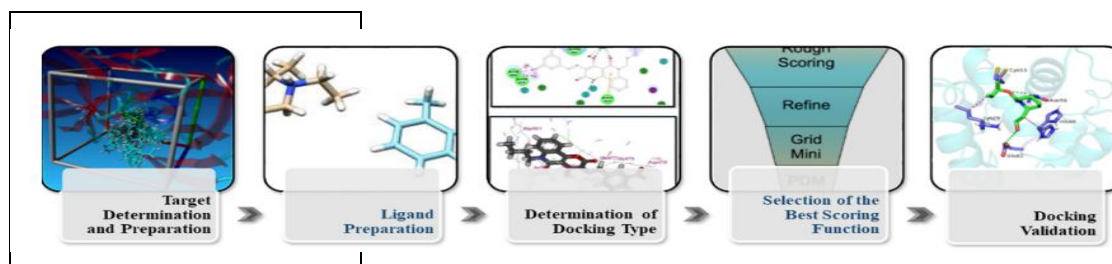 Rough
Scoring
Refine
Grid
Mini
PDM
Target
Determination
and Preparation
Ligand
Preparation
Determination of
Docking Type
Selection of the
Best Scoring
Function
Docking
Validation